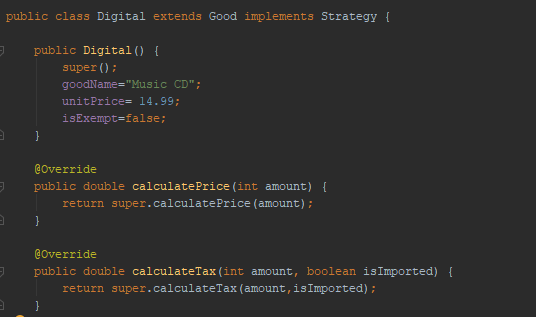 public class Digital extends Good implements Strategy {
public Digital() {
super();
goodName="Music CD";
unitPrice= 14.99;
isExempt=false;
}
@Override
public double calculatePrice(int amount) {
return super.calculatePrice(amount);
}
@Override
public double calculateTax(int amount, boolean isImported) {
return super.calculateTax(amount,isImported);
}